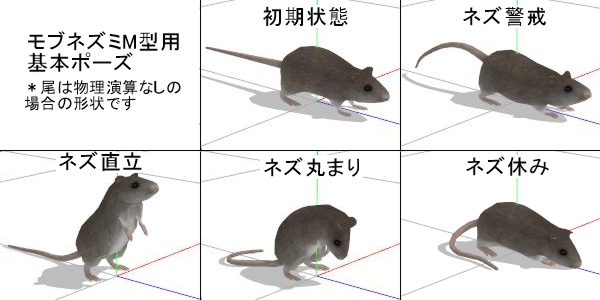 モブネズミM型用
基本ポーズ
＊尾は物理演算なしの
場合の形状です
初期状態
ネズ警戒
ネズ直立
ネズ丸まり
ネズ休み